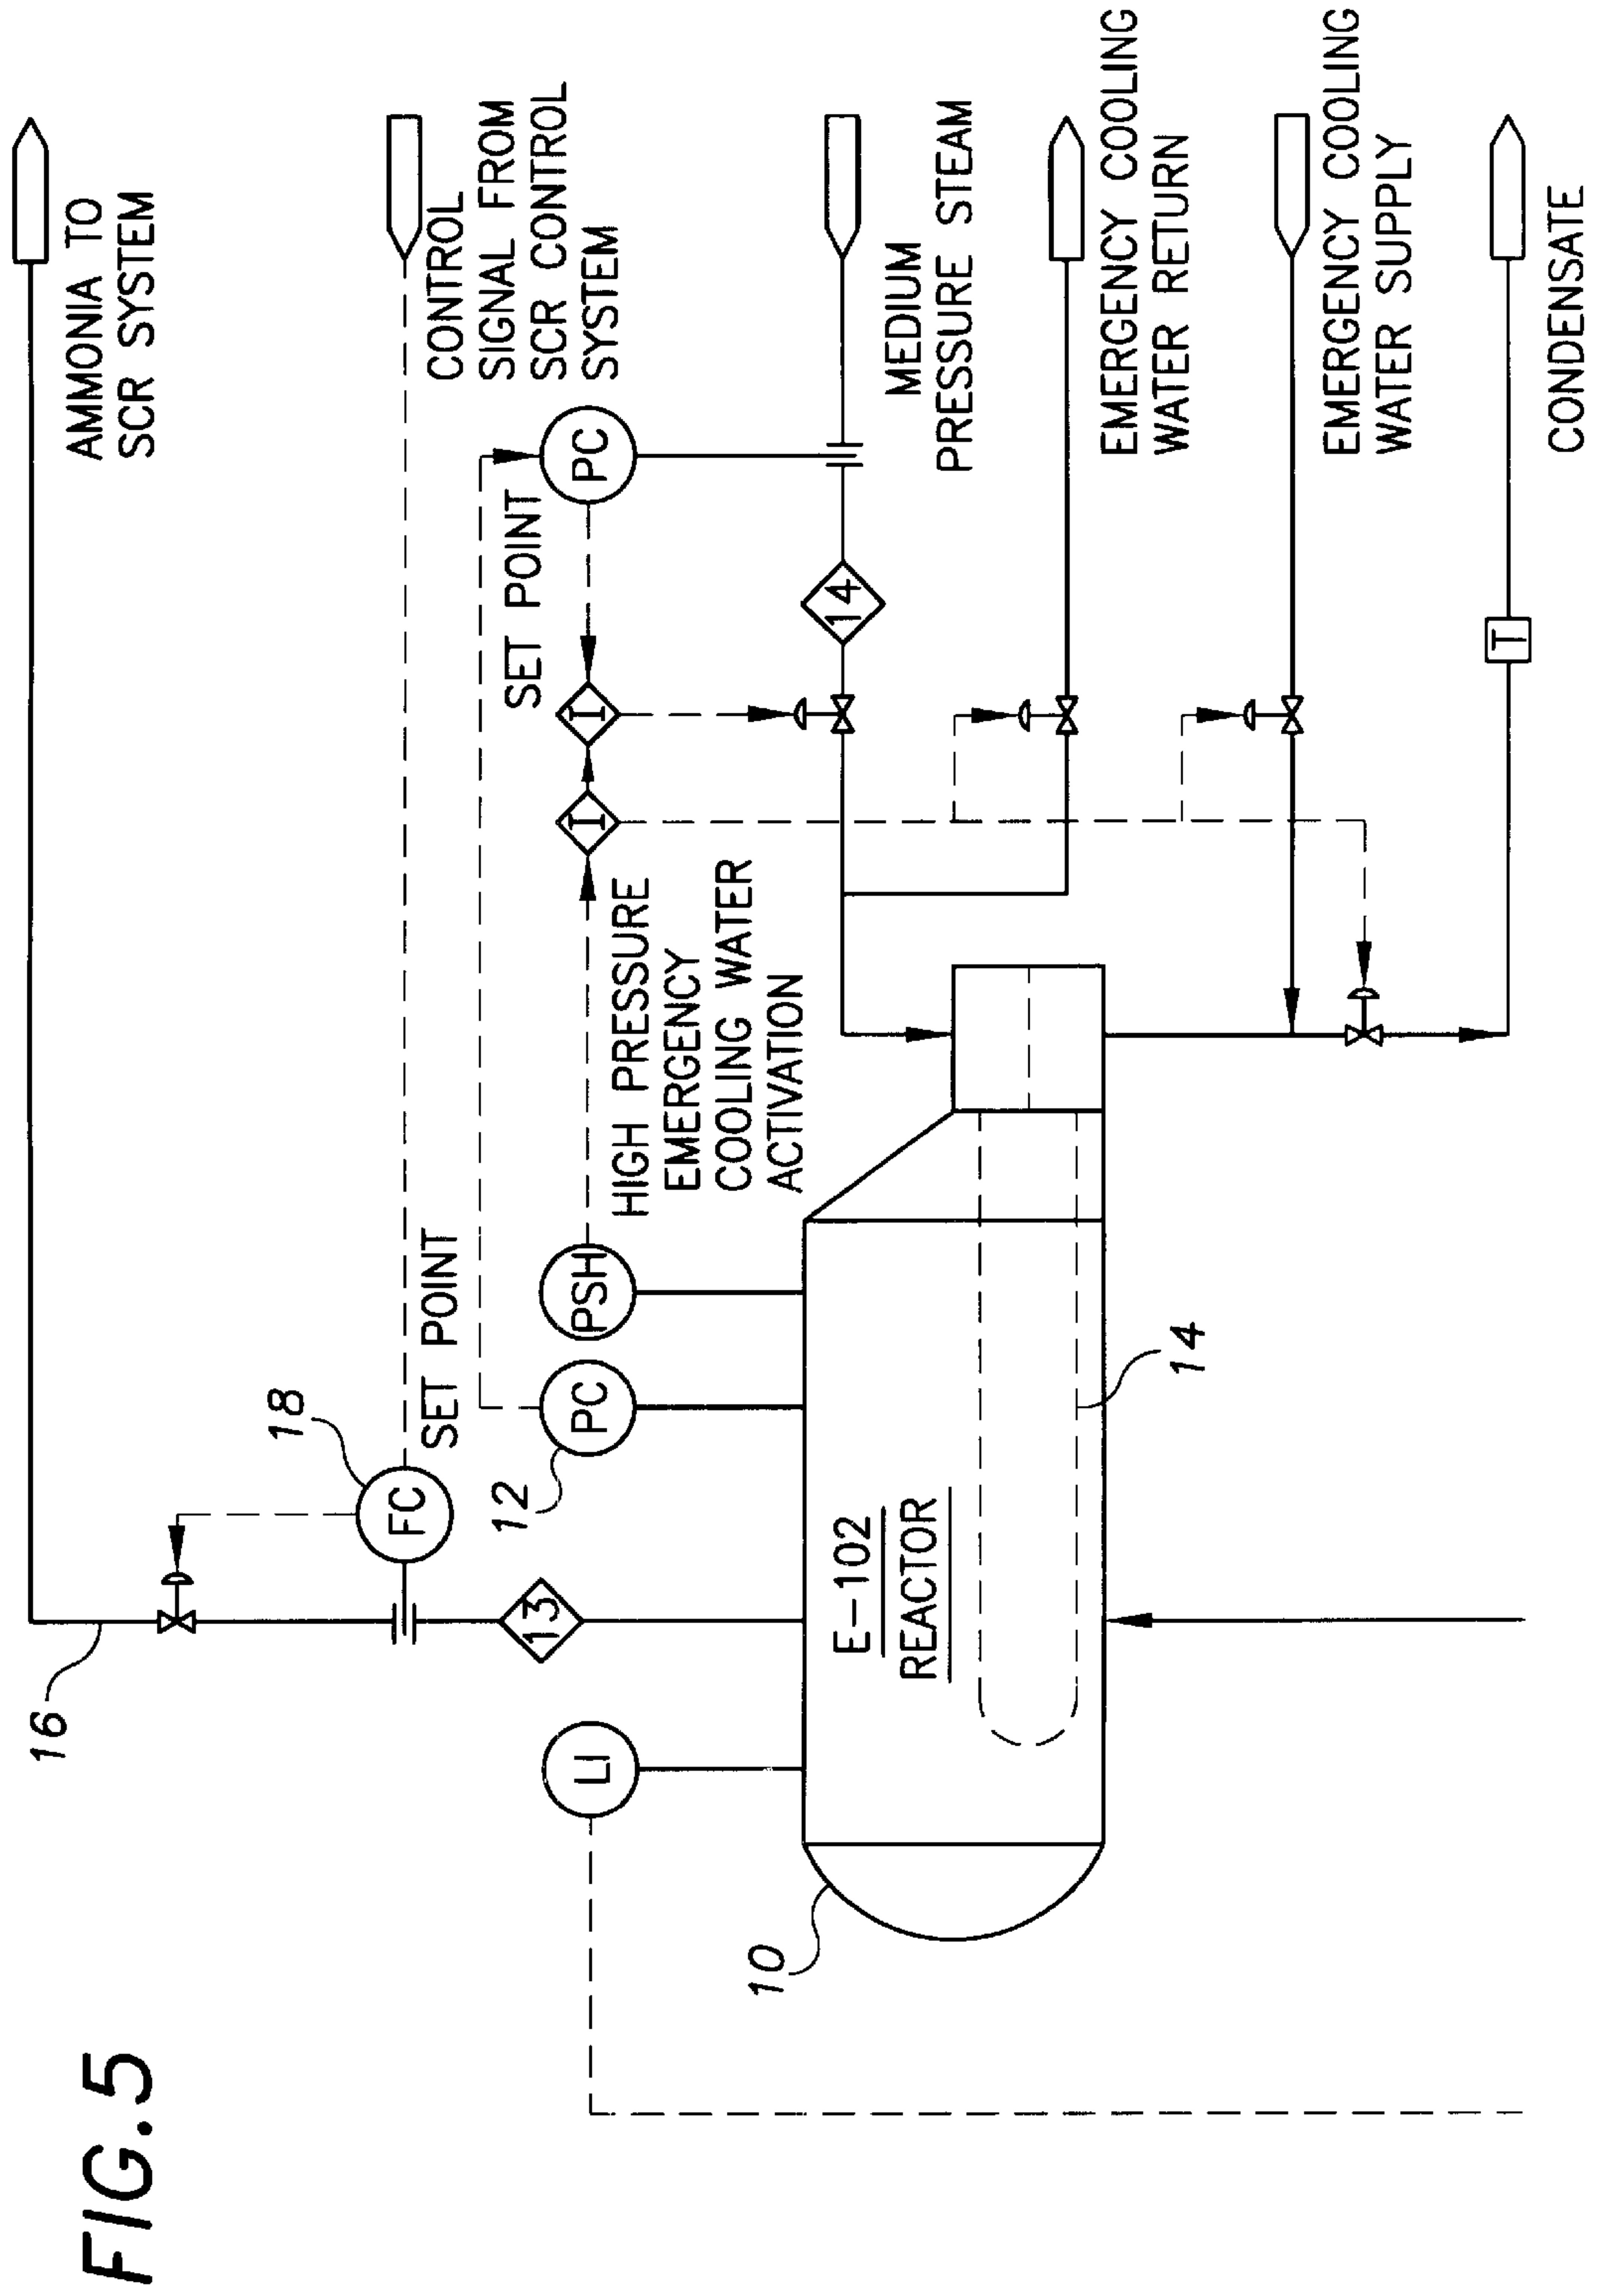 FIG.5
16
AMMONIA TO
SCR SYSTEM
18
FC
SET POINT
CONTROL
SIGNAL FROM
SCR CONTROL
SYSTEM
13
12
LI
PC
PSH
HIGH PRESSURE
EMERGENCY
COOLING WATER
ACTIVATION
I
I
SET POINT
PC
10
E-102
REACTOR
14
14
MEDIUM
PRESSURE STEAM
EMERGENCY COOLING
WATER RETURN
EMERGENCY COOLING
WATER SUPPLY
T
CONDENSATE